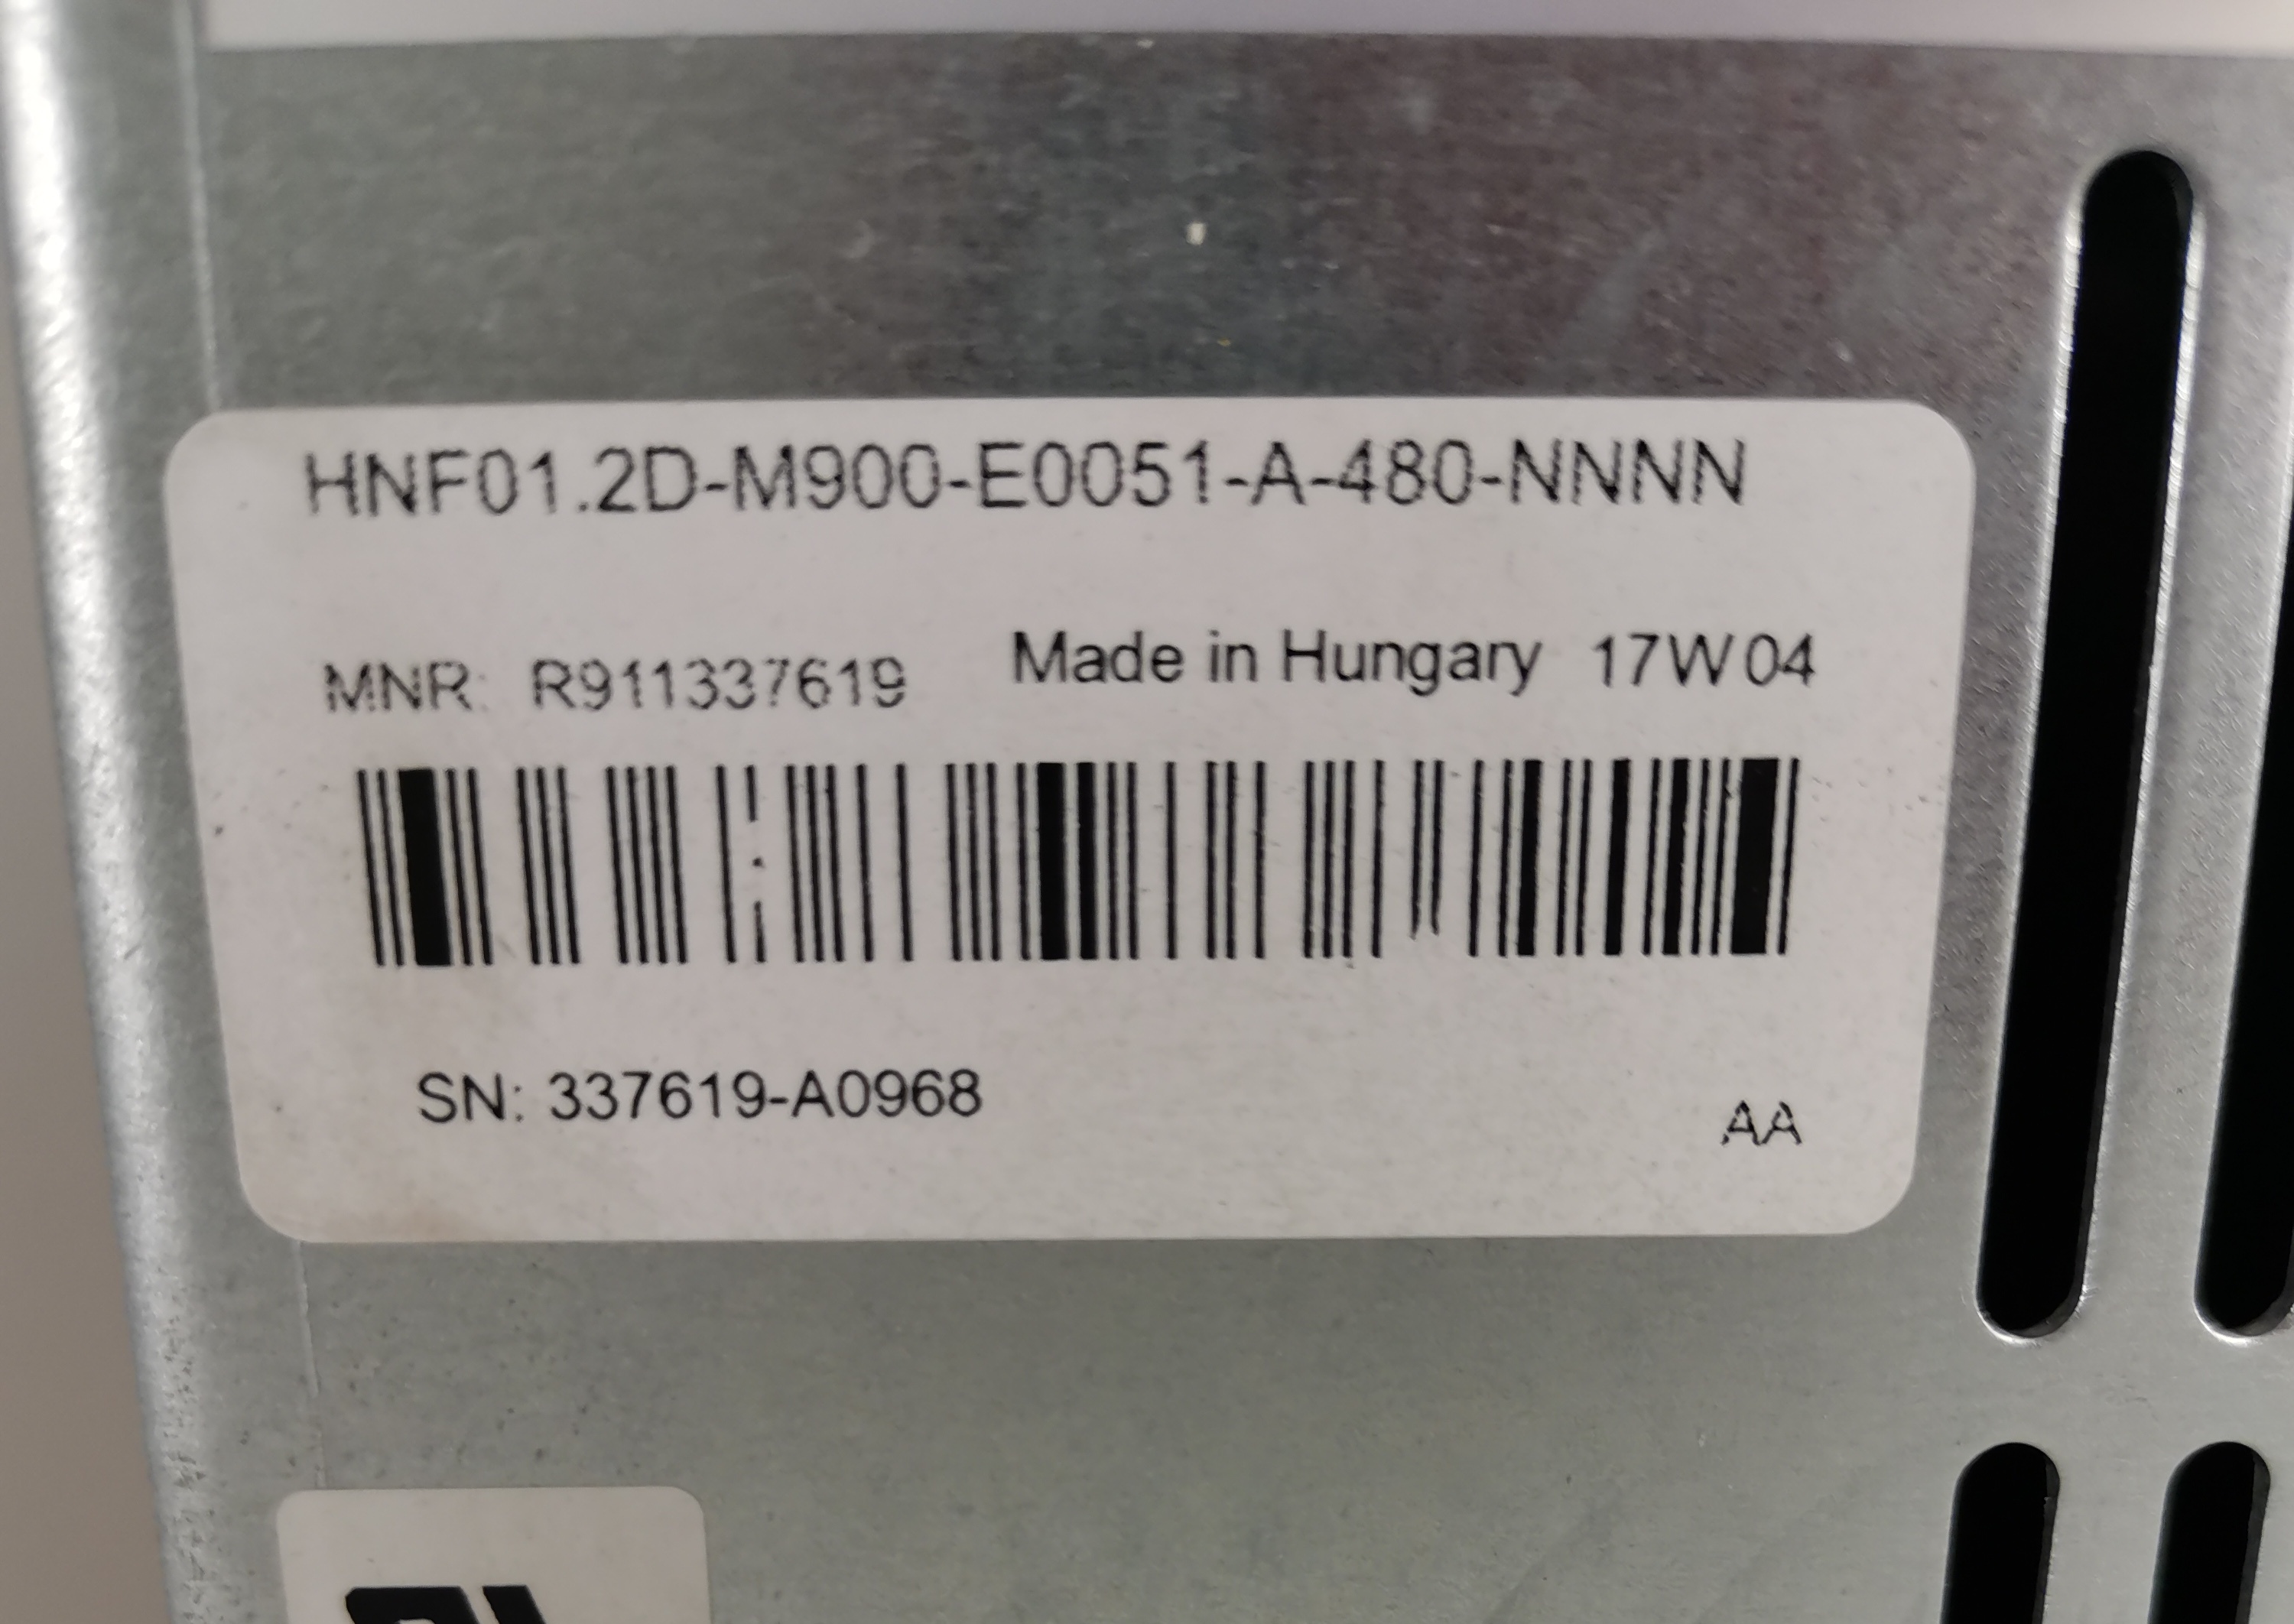 HNF01.2D-M900-E0051-A-480-NNNN
MNR: R911337619 Made in Hungary 17W04
SN: 337619-A0968
AA